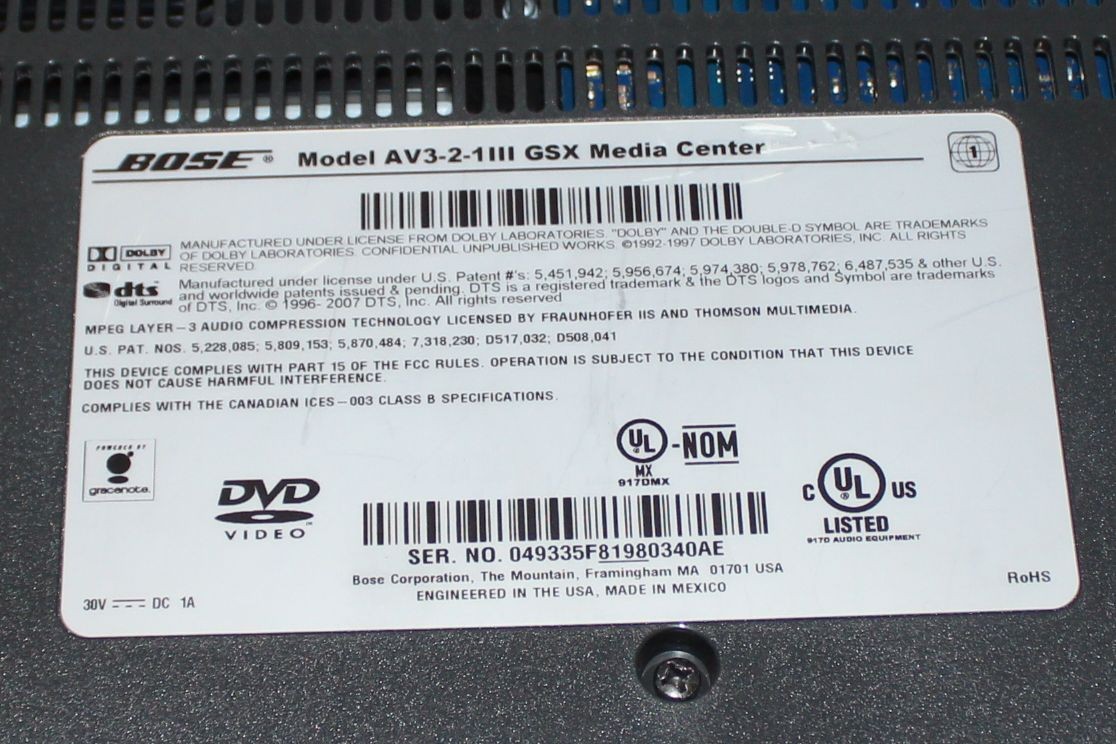 BOSE® Model AV3-2-1III GSX Media Center
1
DOLBY
DIGITAL
MANUFACTURED UNDER LICENSE FROM DOLBY LABORATORIES. "DOLBY" AND THE DOUBLE-D SYMBOL ARE TRADEMARKS
OF DOLBY LABORATORIES. CONFIDENTIAL UNPUBLISHED WORKS. ©1992-1997 DOLBY LABORATORIES, INC. ALL RIGHTS
RESERVED.
dts
Digital Surround
Manufactured under license under U.S. Patent #'s: 5,451,942; 5,956,674; 5,974,380; 5,978,762; 6,487,535 & other U.S.
and worldwide patents issued & pending. DTS is a registered trademark & the DTS logos and Symbol are trademarks
of DTS, Inc. © 1996- 2007 DTS, Inc. All rights reserved
MPEG LAYER-3 AUDIO COMPRESSION TECHNOLOGY LICENSED BY FRAUNHOFER IIS AND THOMSON MULTIMEDIA.
U.S. PAT. NOS. 5,228,085; 5,809,153; 5,870,484; 7,318,230; D517,032; D508,041
THIS DEVICE COMPLIES WITH PART 15 OF THE FCC RULES. OPERATION IS SUBJECT TO THE CONDITION THAT THIS DEVICE
DOES NOT CAUSE HARMFUL INTERFERENCE.
COMPLIES WITH THE CANADIAN ICES-003 CLASS B SPECIFICATIONS.
POWERED BY
gracenote.
DVD
VIDEO™
UL® -NOM
MX
917DMX
C UL® US
LISTED
917D AUDIO EQUIPMENT
SER. NO. 049335F81980340AE
Bose Corporation, The Mountain, Framingham MA 01701 USA
ENGINEERED IN THE USA, MADE IN MEXICO
30V DC 1A
RoHS